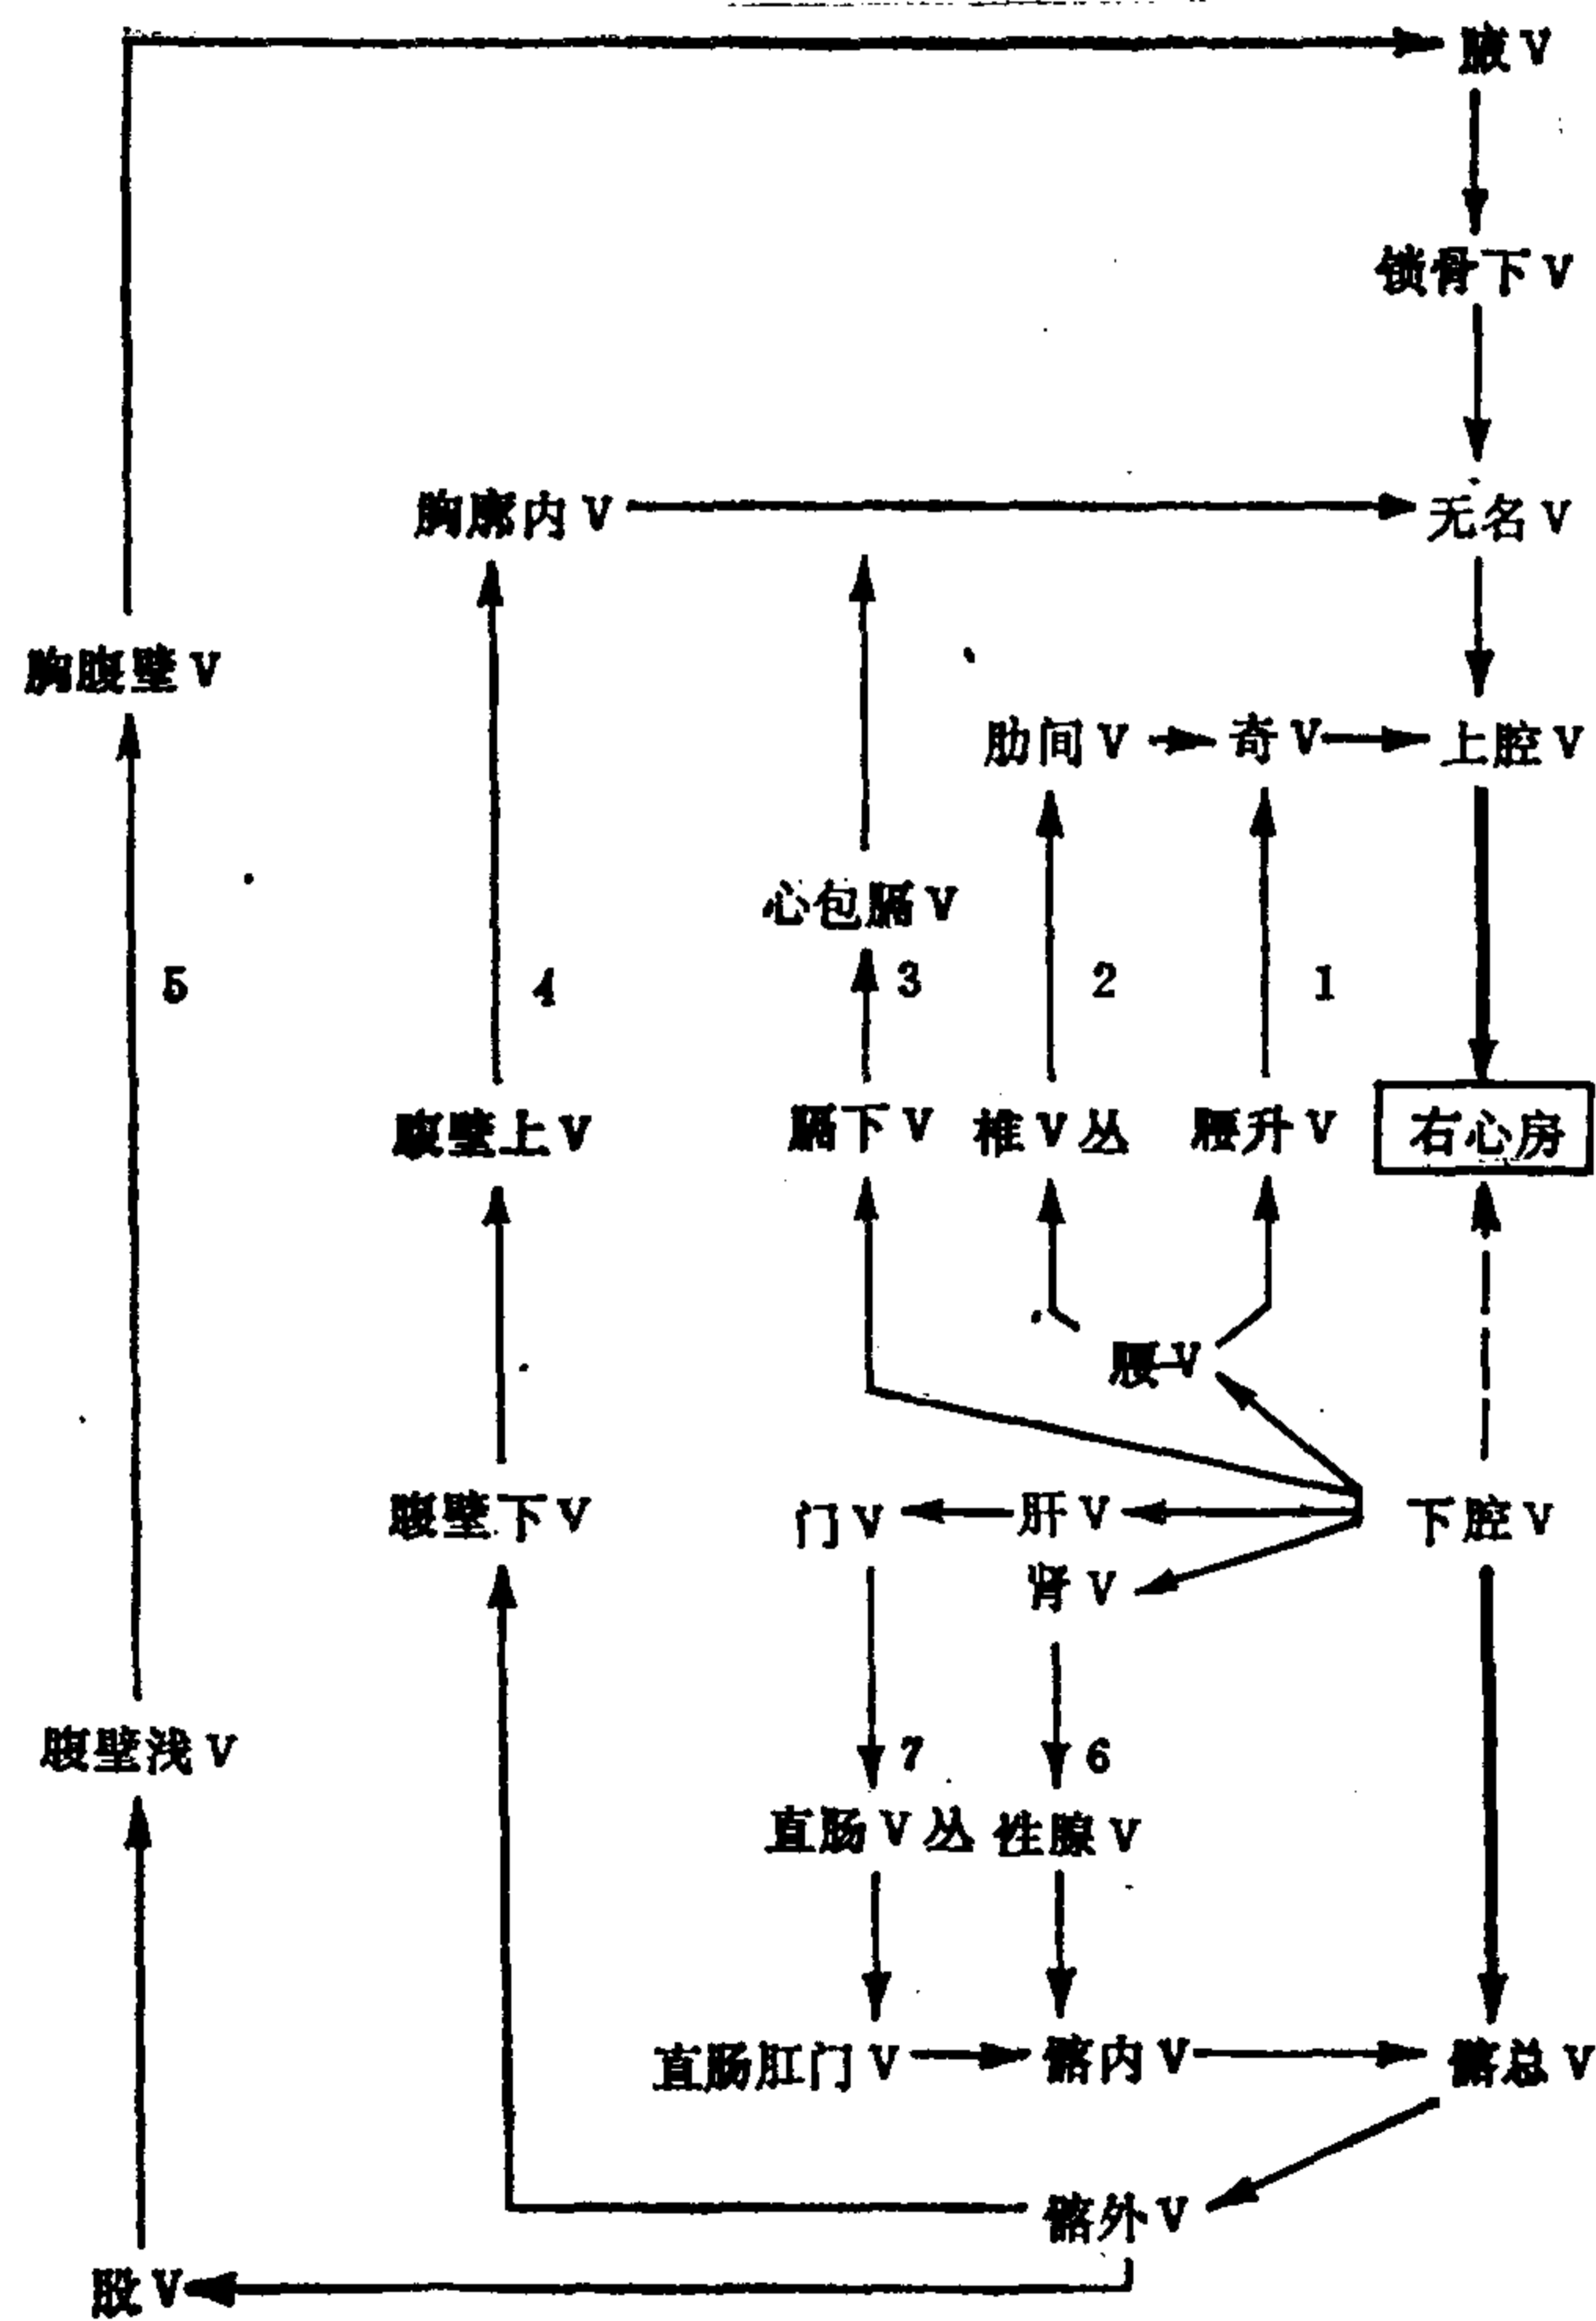 腋V
锁骨下V
胸廓内V 无名V
胸腹壁V
肋间V 奇V 上腔V
心包膈V
5 4 3 2 1
腹壁上V 膈下V 椎V丛 腰升V 右心房
腰V
腹壁下V 门V 肝V 下腔V
肾V
腹壁浅V 7 6
直肠V丛 性腺V
直肠肛门V 髂内V 髂总V
髂外V
股V